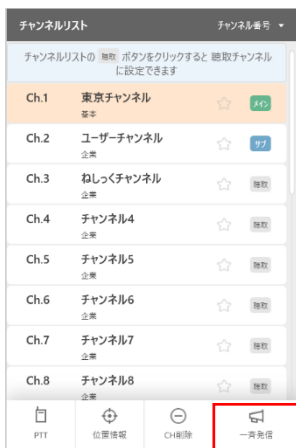 チャンネルリスト
チャンネル番号
チャンネルリストの 聴取 ボタンをクリックすると 聴取チャンネル
に設定できます
Ch.1 東京チャンネル メイン
基本
Ch.2 ユーザーチャンネル サブ
企業
Ch.3 ねしっくチャンネル 聴取
企業
Ch.4 チャンネル4 聴取
企業
Ch.5 チャンネル5 聴取
企業
Ch.6 チャンネル6 聴取
企業
Ch.7 チャンネル7 聴取
企業
Ch.8 チャンネル8 聴取
企業
PTT 位置情報 CH削除 一斉発信